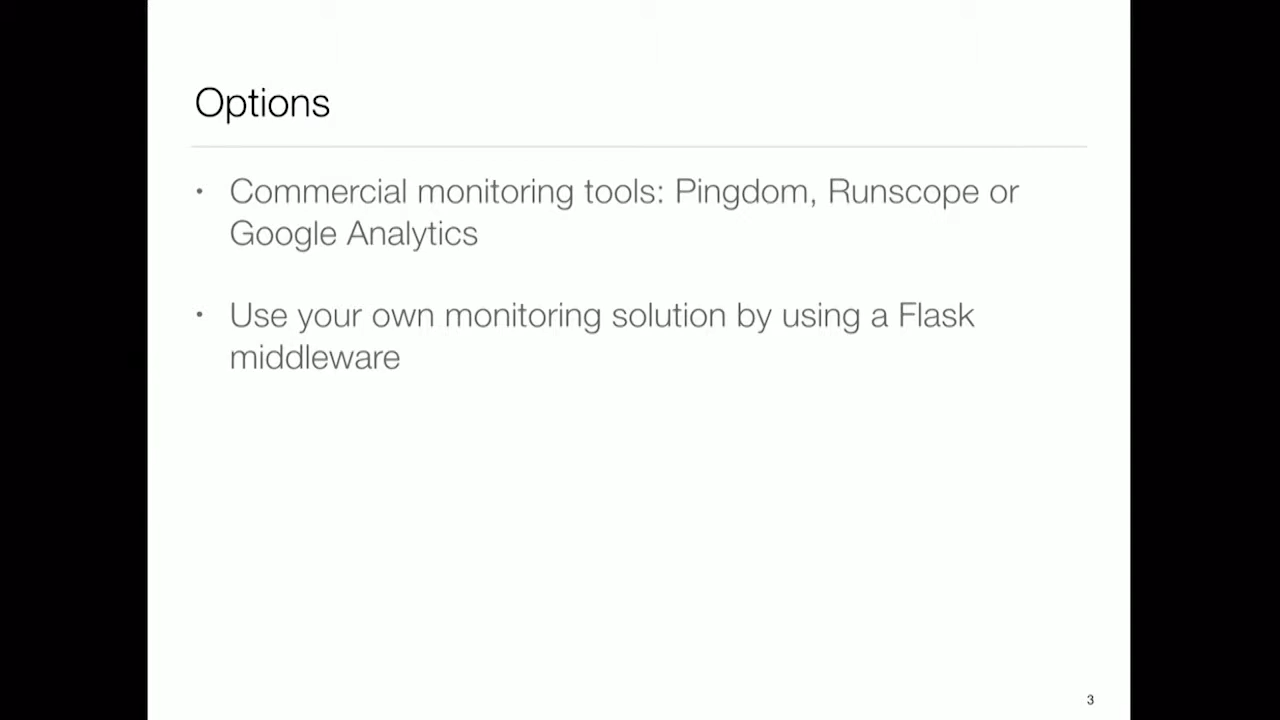 Options
• Commercial monitoring tools: Pingdom, Runscope or
Google Analytics
• Use your own monitoring solution by using a Flask
middleware
3